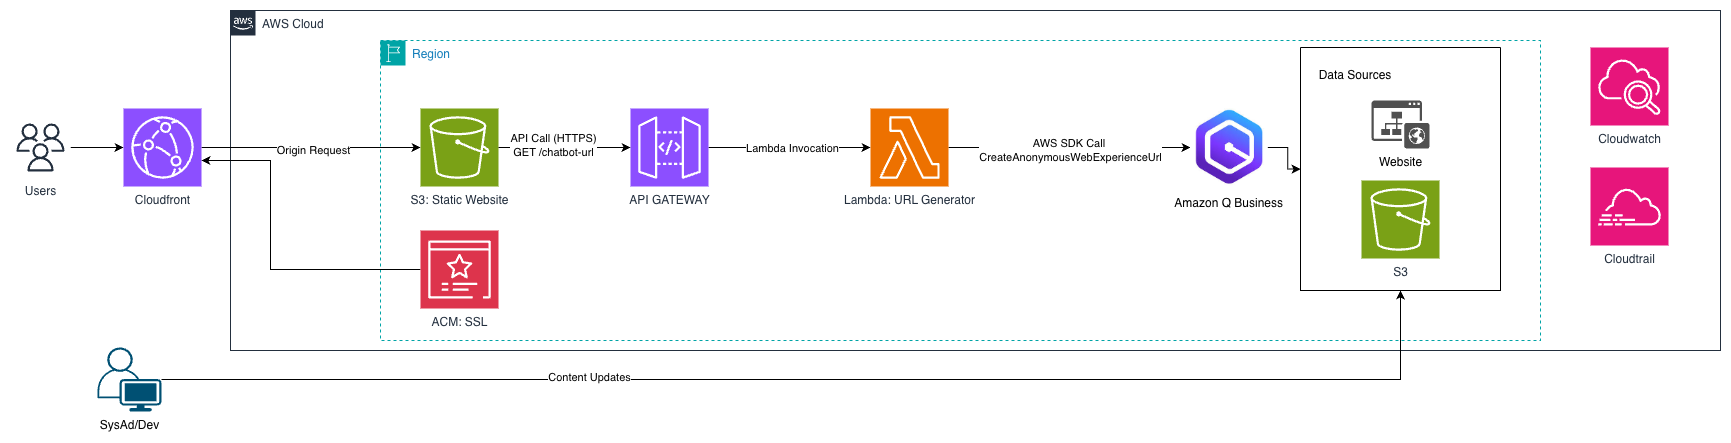 aws
AWS Cloud
Region
Data Sources
API Call (HTTPS)
GET /chatbot-url
Origin Request
Lambda Invocation
AWS SDK Call
CreateAnonymousWebExperienceUrl
Website
Cloudwatch
Users
Cloudfront
S3: Static Website
API GATEWAY
Lambda: URL Generator
Amazon Q Business
S3
Cloudtrail
ACM: SSL
Content Updates
SysAd/Dev